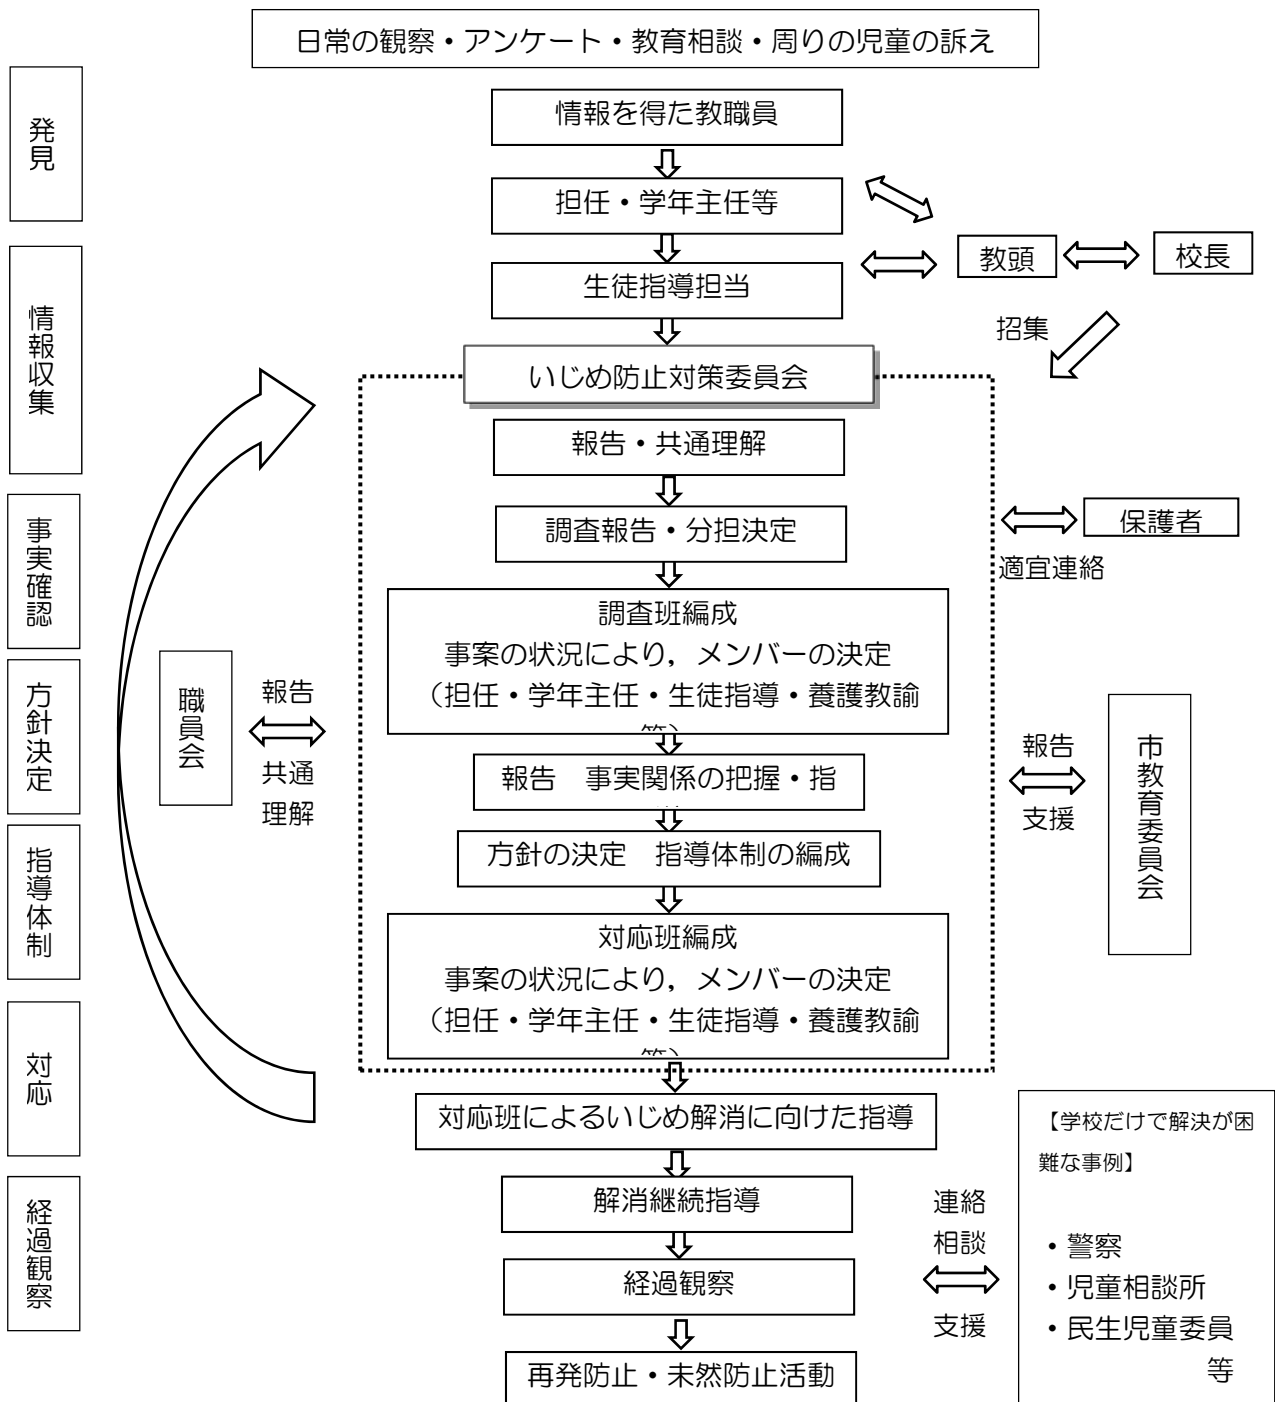 日常の観察・アンケート・教育相談・周りの児童の訴え
発見
情報を得た教職員
担任・学年主任等
教頭
校長
生徒指導担当
情報収集
招集
いじめ防止対策委員会
報告・共通理解
事実確認
調査報告・分担決定
保護者
適宜連絡
調査班編成
事案の状況により，メンバーの決定
（担任・学年主任・生徒指導・養護教諭
方針決定
職員会
報告
共通
理解
報告　事実関係の把握・指
報告
支援
市教育委員会
方針の決定　指導体制の編成
指導体制
対応班編成
事案の状況により，メンバーの決定
（担任・学年主任・生徒指導・養護教諭
対応
対応班によるいじめ解消に向けた指導
解消継続指導
経過観察
経過観察
再発防止・未然防止活動
連絡
相談
支援
【学校だけで解決が困
難な事例】
・警察
・児童相談所
・民生児童委員
等